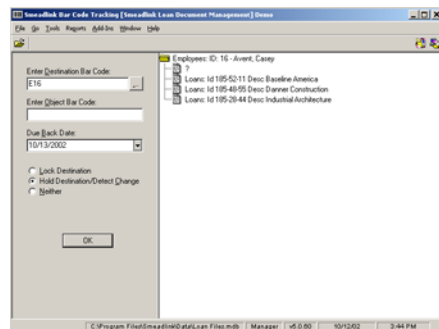 Smeadlink Bar Code Tracking [Smeadlink Loan Document Management] Demo
File Go Tools Reports Add-Ins Window Help
Enter Destination Bar Code:
E16
...
Enter Object Bar Code:
Due Back Date:
10/13/2002
Lock Destination
Hold Destination/Detect Change
Neither
OK
Employees: ID: 16 - Avent, Casey
?
Loans: Id 185-52-11 Desc Baseline America
Loans: Id 185-48-55 Desc Danner Construction
Loans: Id 185-28-44 Desc Industrial Architecture
C:\Program Files\Smeadlink\Data\Loan Files.mdb Manager v5.0.60 10/12/02 3:44 PM